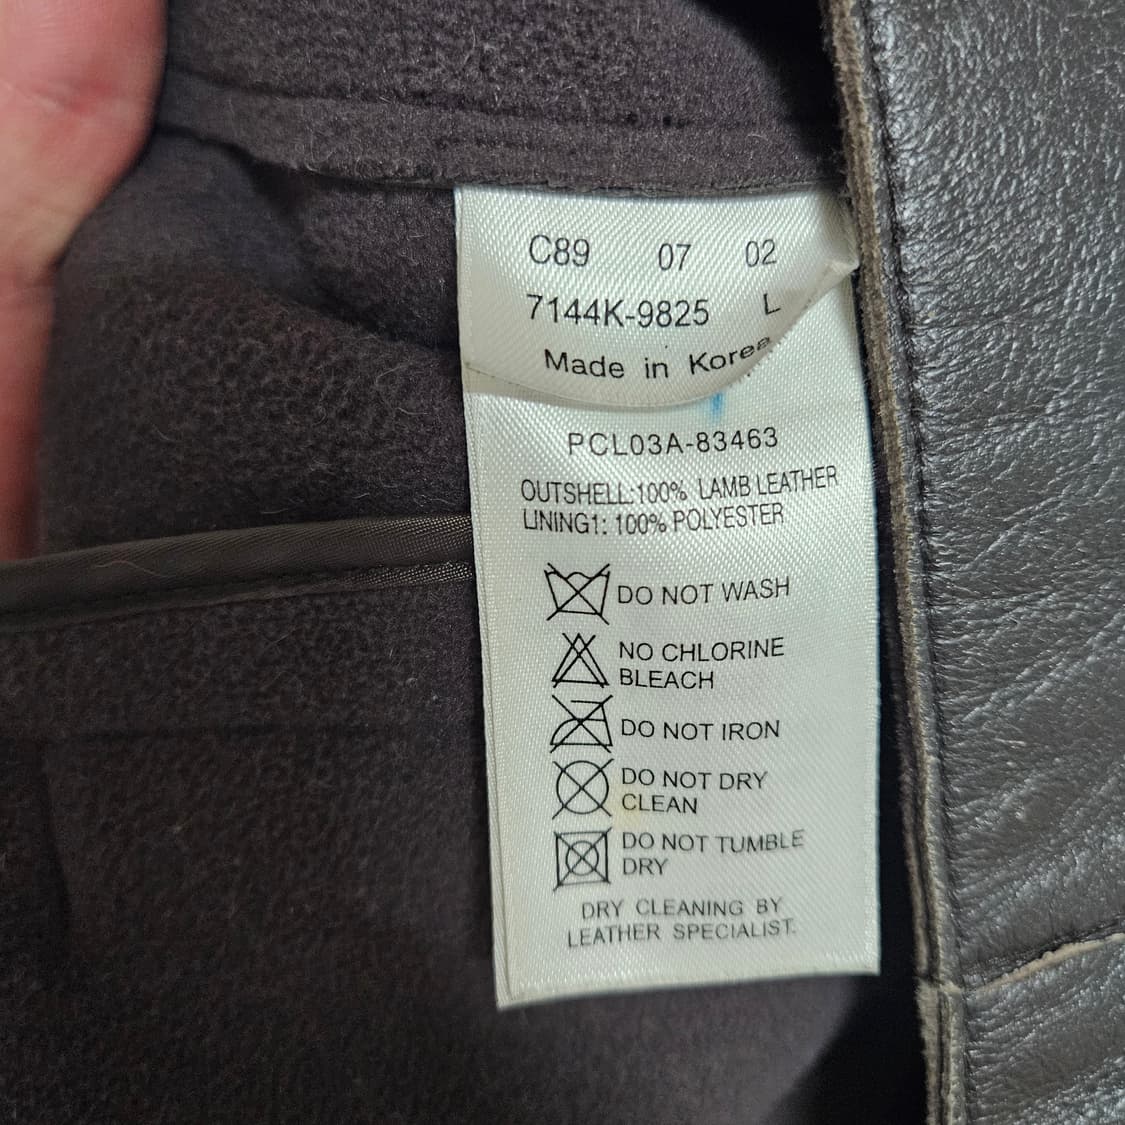 C89 07 02
7144K-9825 L
Made in Korea
PCL03A-83463
OUTSHELL:100% LAMB LEATHER
LINING1: 100% POLYESTER
DO NOT WASH
NO CHLORINE
BLEACH
DO NOT IRON
DO NOT DRY
CLEAN
DO NOT TUMBLE
DRY
DRY CLEANING BY
LEATHER SPECIALIST.